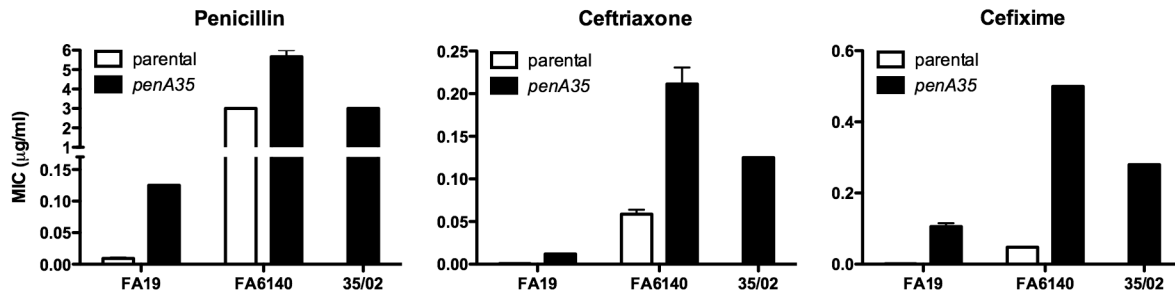 Penicillin
MIC (μg/ml)
parental
penA35
6
5
4
3
2
1
0.15
0.10
0.05
0.00
FA19 FA6140 35/02
Ceftriaxone
parental
penA35
0.25
0.20
0.15
0.10
0.05
0.00
FA19 FA6140 35/02
Cefixime
parental
penA35
0.6
0.4
0.2
0.0
FA19 FA6140 35/02